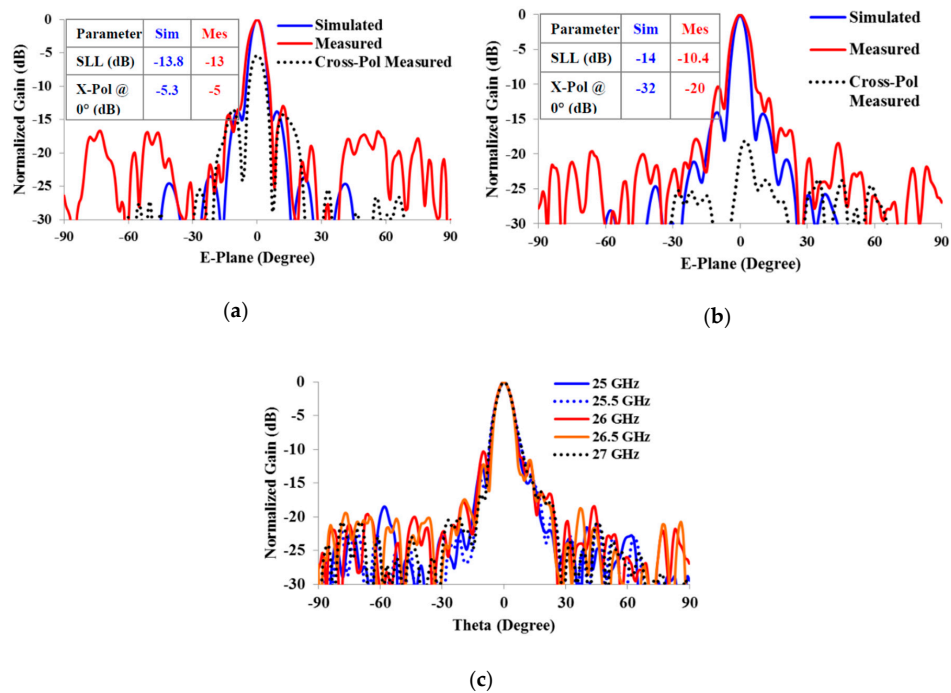 Parameter Sim Mes
SLL (dB) -13.8 -13
X-Pol @ 0° (dB) -5.3 -5
Simulated
Measured
Cross-Pol Measured
Normalized Gain (dB)
0
-5
-10
-15
-20
-25
-30
-90 -60 -30 0 30 60 90
E-Plane (Degree)
(a)
Parameter Sim Mes
SLL (dB) -14 -10.4
X-Pol @ 0° (dB) -32 -20
Simulated
Measured
Cross-Pol
Measured
Normalized Gain (dB)
0
-5
-10
-15
-20
-25
-30
-90 -60 -30 0 30 60 90
E-Plane (Degree)
(b)
25 GHz
25.5 GHz
26 GHz
26.5 GHz
27 GHz
Normalized Gain (dB)
0
-5
-10
-15
-20
-25
-30
-90 -60 -30 0 30 60 90
Theta (Degree)
(c)